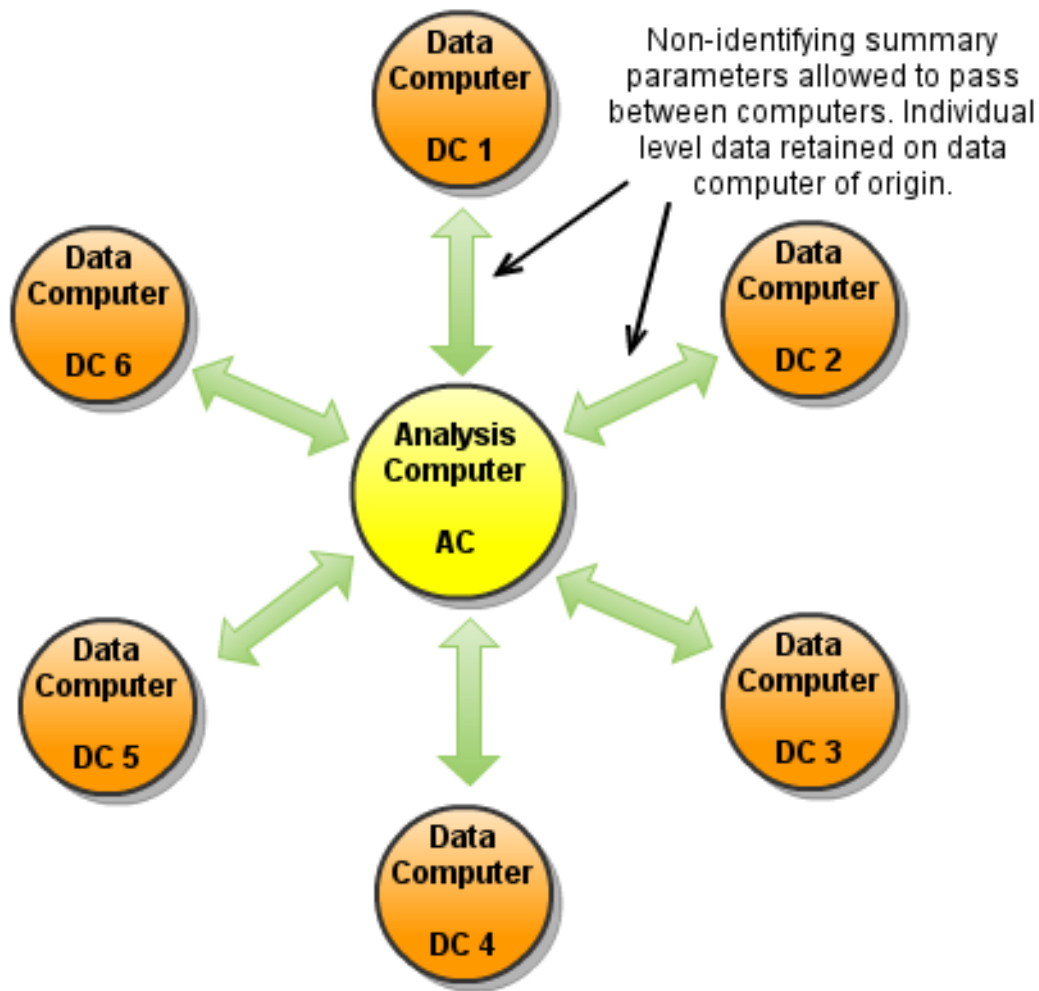 Data
Computer
DC 1
Non-identifying summary
parameters allowed to pass
between computers. Individual
level data retained on data
computer of origin.
Data
Computer
DC 6
Data
Computer
DC 2
Analysis
Computer
AC
Data
Computer
DC 5
Data
Computer
DC 3
Data
Computer
DC 4